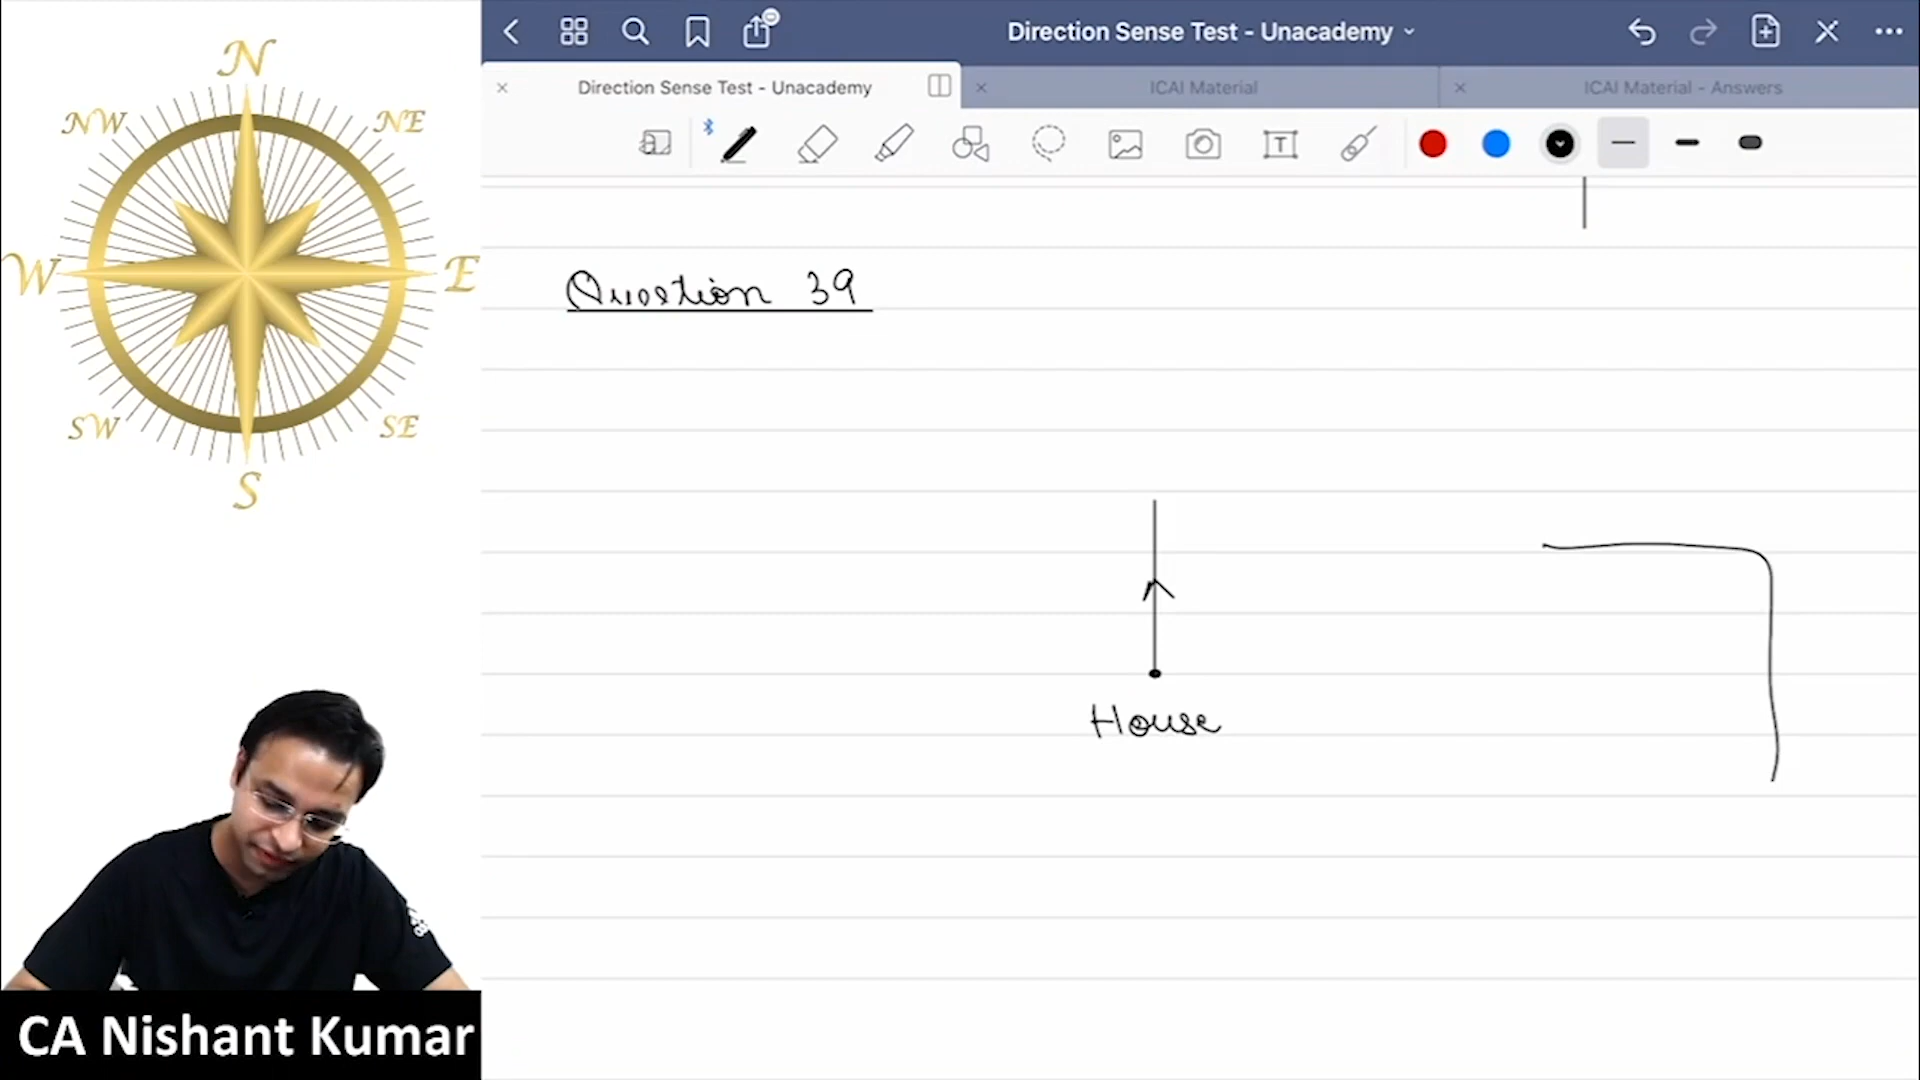 N
NW
NE
W
E
SW
SE
S
Direction Sense Test - Unacademy
Direction Sense Test - Unacademy
ICAI Material
ICAI Material - Answers
T
Question 39
House
CA Nishant Kumar